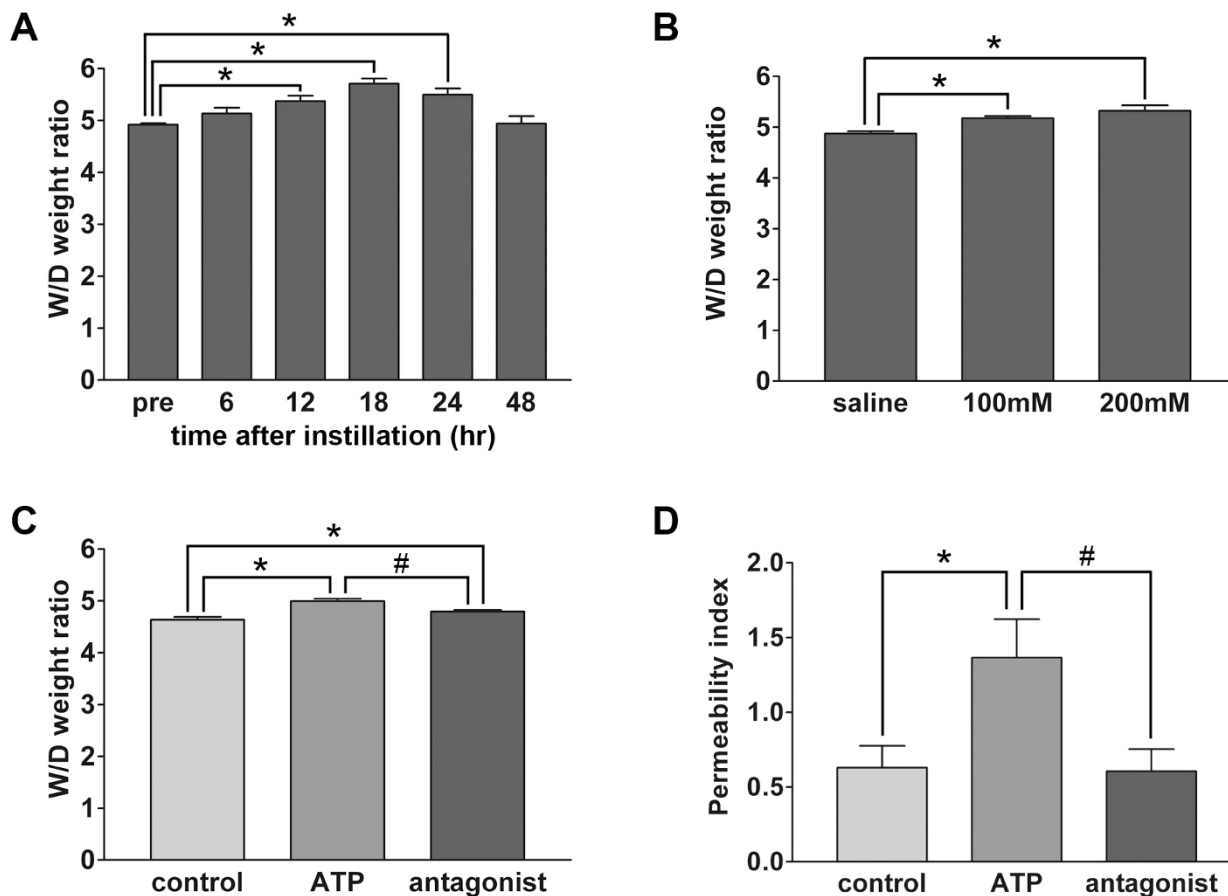 A
*
*
*
W/D weight ratio
6
5
4
3
2
1
0
pre 6 12 18 24 48
time after instillation (hr)
B
*
*
W/D weight ratio
6
5
4
3
2
1
0
saline 100mM 200mM
C
*
* #
W/D weight ratio
6
5
4
3
2
1
0
control ATP antagonist
D
* #
Permeability index
2.0
1.5
1.0
0.5
0.0
control ATP antagonist